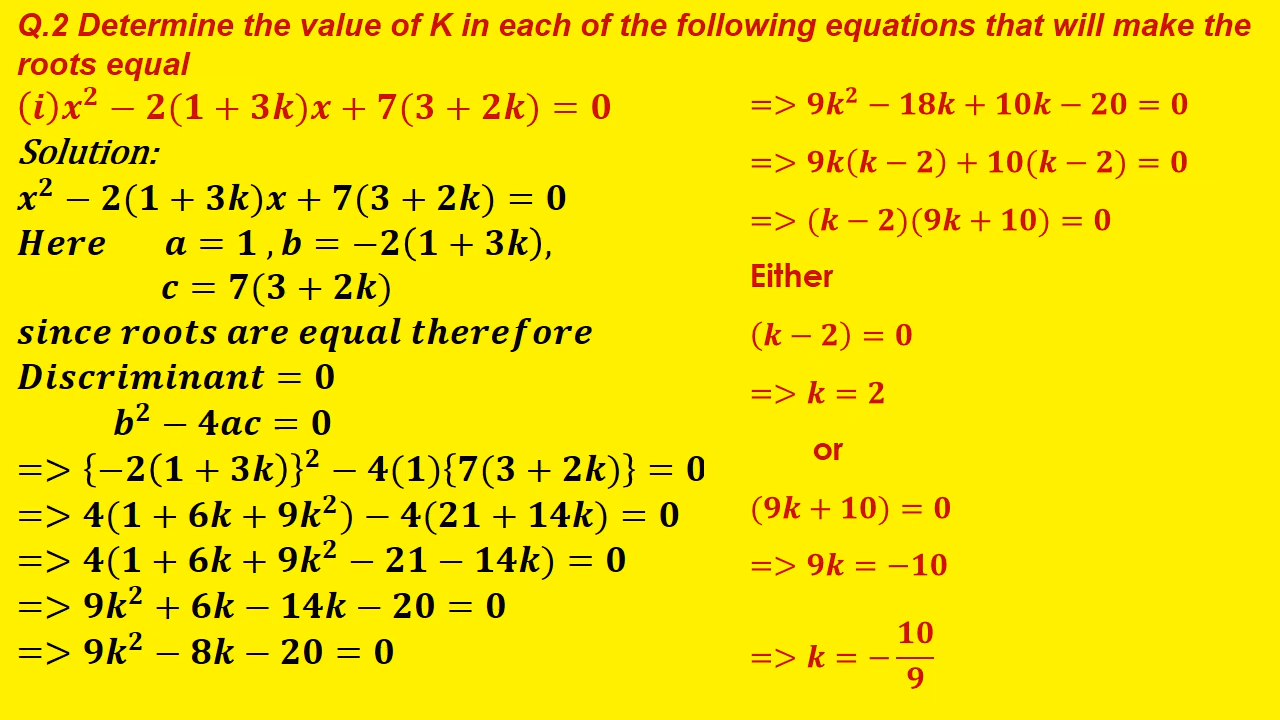 Q.2 Determine the value of K in each of the following equations that will make the
roots equal
(i)x² − 2(1 + 3k)x + 7(3 + 2k) = 0
Solution:
x² − 2(1 + 3k)x + 7(3 + 2k) = 0
Here a = 1 , b = −2(1 + 3k),
c = 7(3 + 2k)
since roots are equal therefore
Discriminant = 0
b² − 4ac = 0
=> {−2(1 + 3k)}² − 4(1){7(3 + 2k)} = 0
=> 4(1 + 6k + 9k²) − 4(21 + 14k) = 0
=> 4(1 + 6k + 9k² − 21 − 14k) = 0
=> 9k² + 6k − 14k − 20 = 0
=> 9k² − 8k − 20 = 0
=> 9k² − 18k + 10k − 20 = 0
=> 9k(k − 2) + 10(k − 2) = 0
=> (k − 2)(9k + 10) = 0
Either
(k − 2) = 0
=> k = 2
or
(9k + 10) = 0
=> 9k = −10
=> k = − 10/9